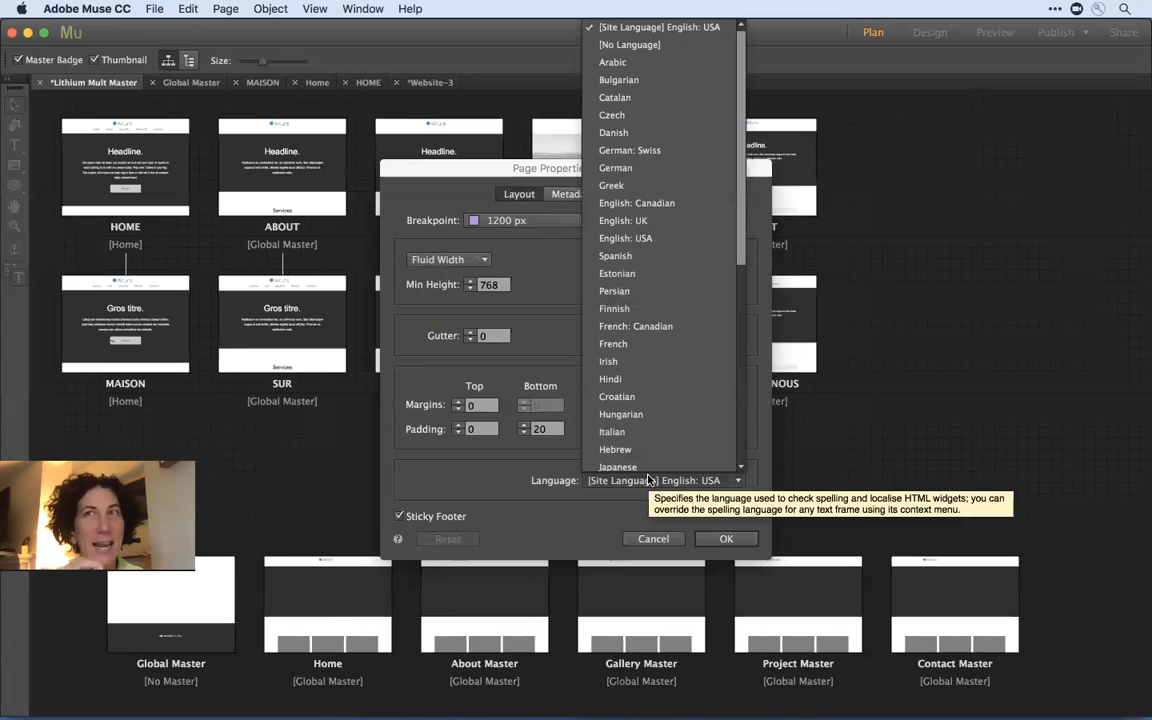 Adobe Muse CC File Edit Page Object View Window Help
Mu
Plan Design Preview Publish Share
Master Badge Thumbnail Size:
*Lithium Mult Master Global Master MAISON Home HOME *Website-3
[Site Language] English: USA
[No Language]
Arabic
Bulgarian
Catalan
Czech
Danish
German: Swiss
German
Greek
English: Canadian
English: UK
English: USA
Spanish
Estonian
Persian
Finnish
French: Canadian
French
Irish
Hindi
Croatian
Hungarian
Italian
Hebrew
Japanese
Headline. Headline. Headline.
Services
HOME ABOUT
[Home] [Global Master]
Gros titre. Gros titre.
Services
MAISON SUR
[Home] [Global Master]
T
[Global Master]
NOUS
[Global Master]
Page Propertie
Layout Metad
Breakpoint: 1200 px
Fluid Width
Min Height: 768
Gutter: 0
Top Bottom
Margins: 0 0
Padding: 0 20
Language: [Site Language] English: USA
Specifies the language used to check spelling and localise HTML widgets; you can
override the spelling language for any text frame using its context menu.
Sticky Footer
? Reset Cancel OK
Global Master Home About Master Gallery Master Project Master Contact Master
[No Master] [Global Master] [Global Master] [Global Master] [Global Master] [Global Master]